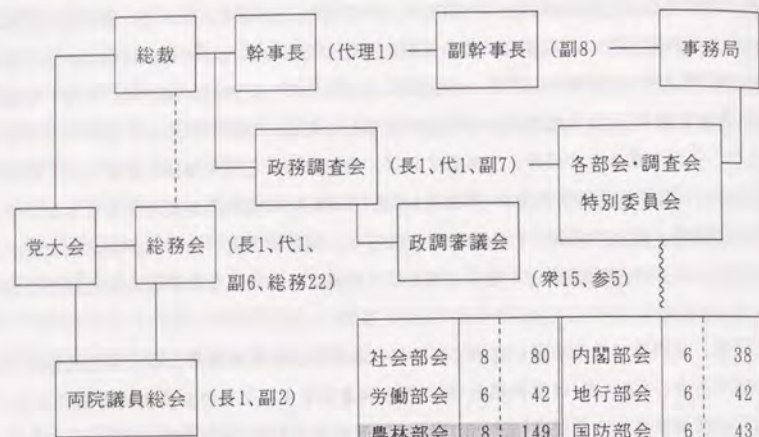 総裁 幹事長 (代理1) 副幹事長 (副8) 事務局
政務調査会 (長1、代1、副7) 各部会・調査会
特別委員会
党大会 総務会 (長1、代1、
副6、総務22)
政調審議会
(衆15、参5)
両院議員総会 (長1、副2)
社会部会 8 80 内閣部会 6 38
労働部会 6 42 地行部会 6 42
農林部会 8 149 国防部会 6 43